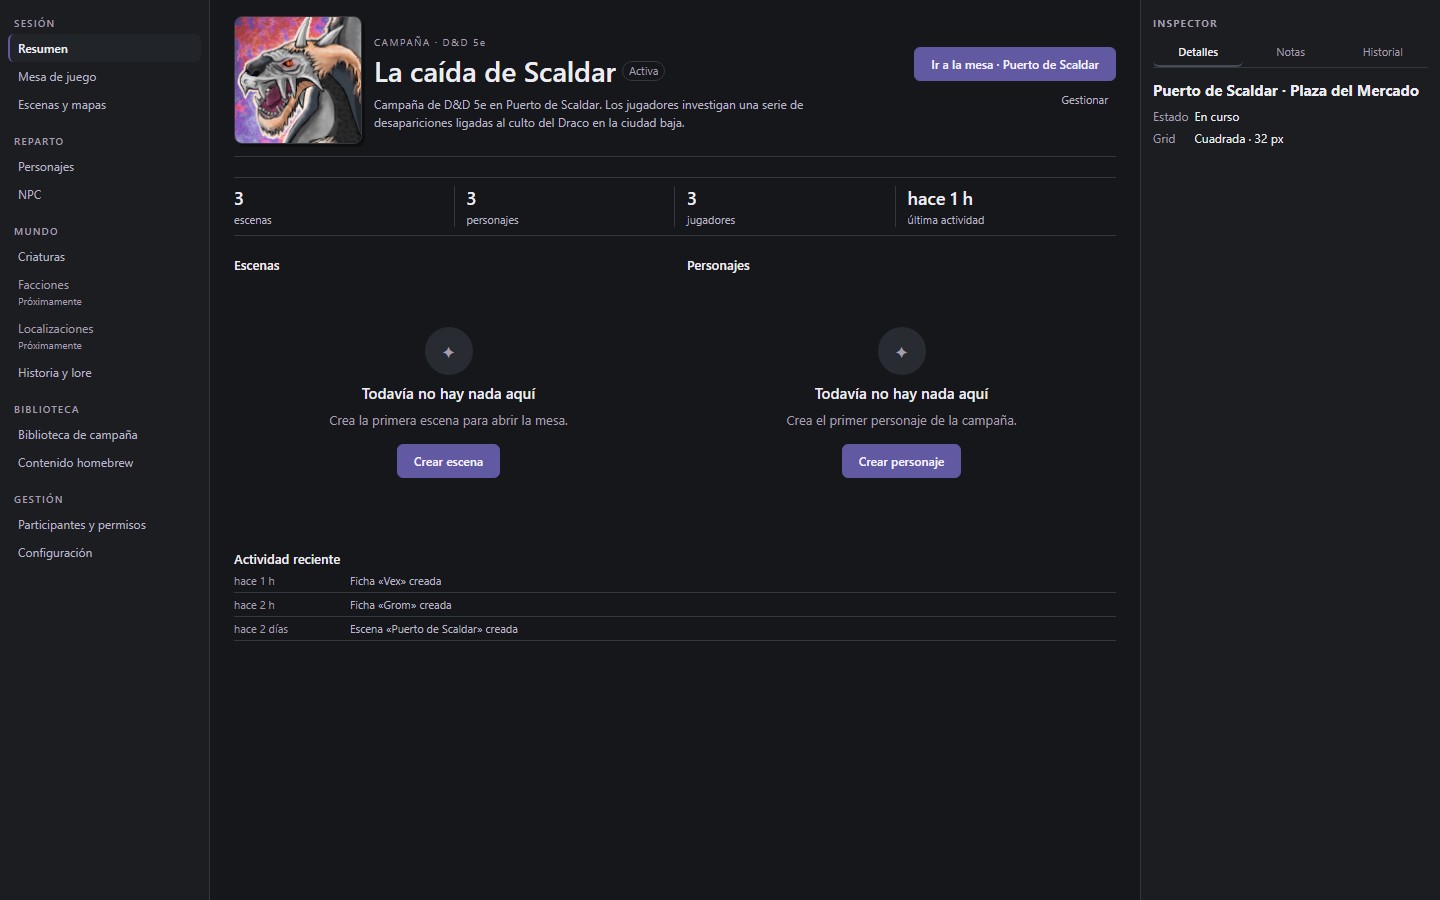 SESIÓN
Resumen
Mesa de juego
Escenas y mapas
REPARTO
Personajes
NPC
MUNDO
Criaturas
Facciones
Próximamente
Localizaciones
Próximamente
Historia y lore
BIBLIOTECA
Biblioteca de campaña
Contenido homebrew
GESTIÓN
Participantes y permisos
Configuración
CAMPAÑA · D&D 5e
La caída de Scaldar Activa
Campaña de D&D 5e en Puerto de Scaldar. Los jugadores investigan una serie de
desapariciones ligadas al culto del Draco en la ciudad baja.
Ir a la mesa · Puerto de Scaldar
Gestionar
3
escenas
3
personajes
3
jugadores
hace 1 h
última actividad
Escenas
Todavía no hay nada aquí
Crea la primera escena para abrir la mesa.
Crear escena
Personajes
Todavía no hay nada aquí
Crea el primer personaje de la campaña.
Crear personaje
Actividad reciente
hace 1 h Ficha «Vex» creada
hace 2 h Ficha «Grom» creada
hace 2 días Escena «Puerto de Scaldar» creada
INSPECTOR
Detalles Notas Historial
Puerto de Scaldar · Plaza del Mercado
Estado En curso
Grid Cuadrada · 32 px